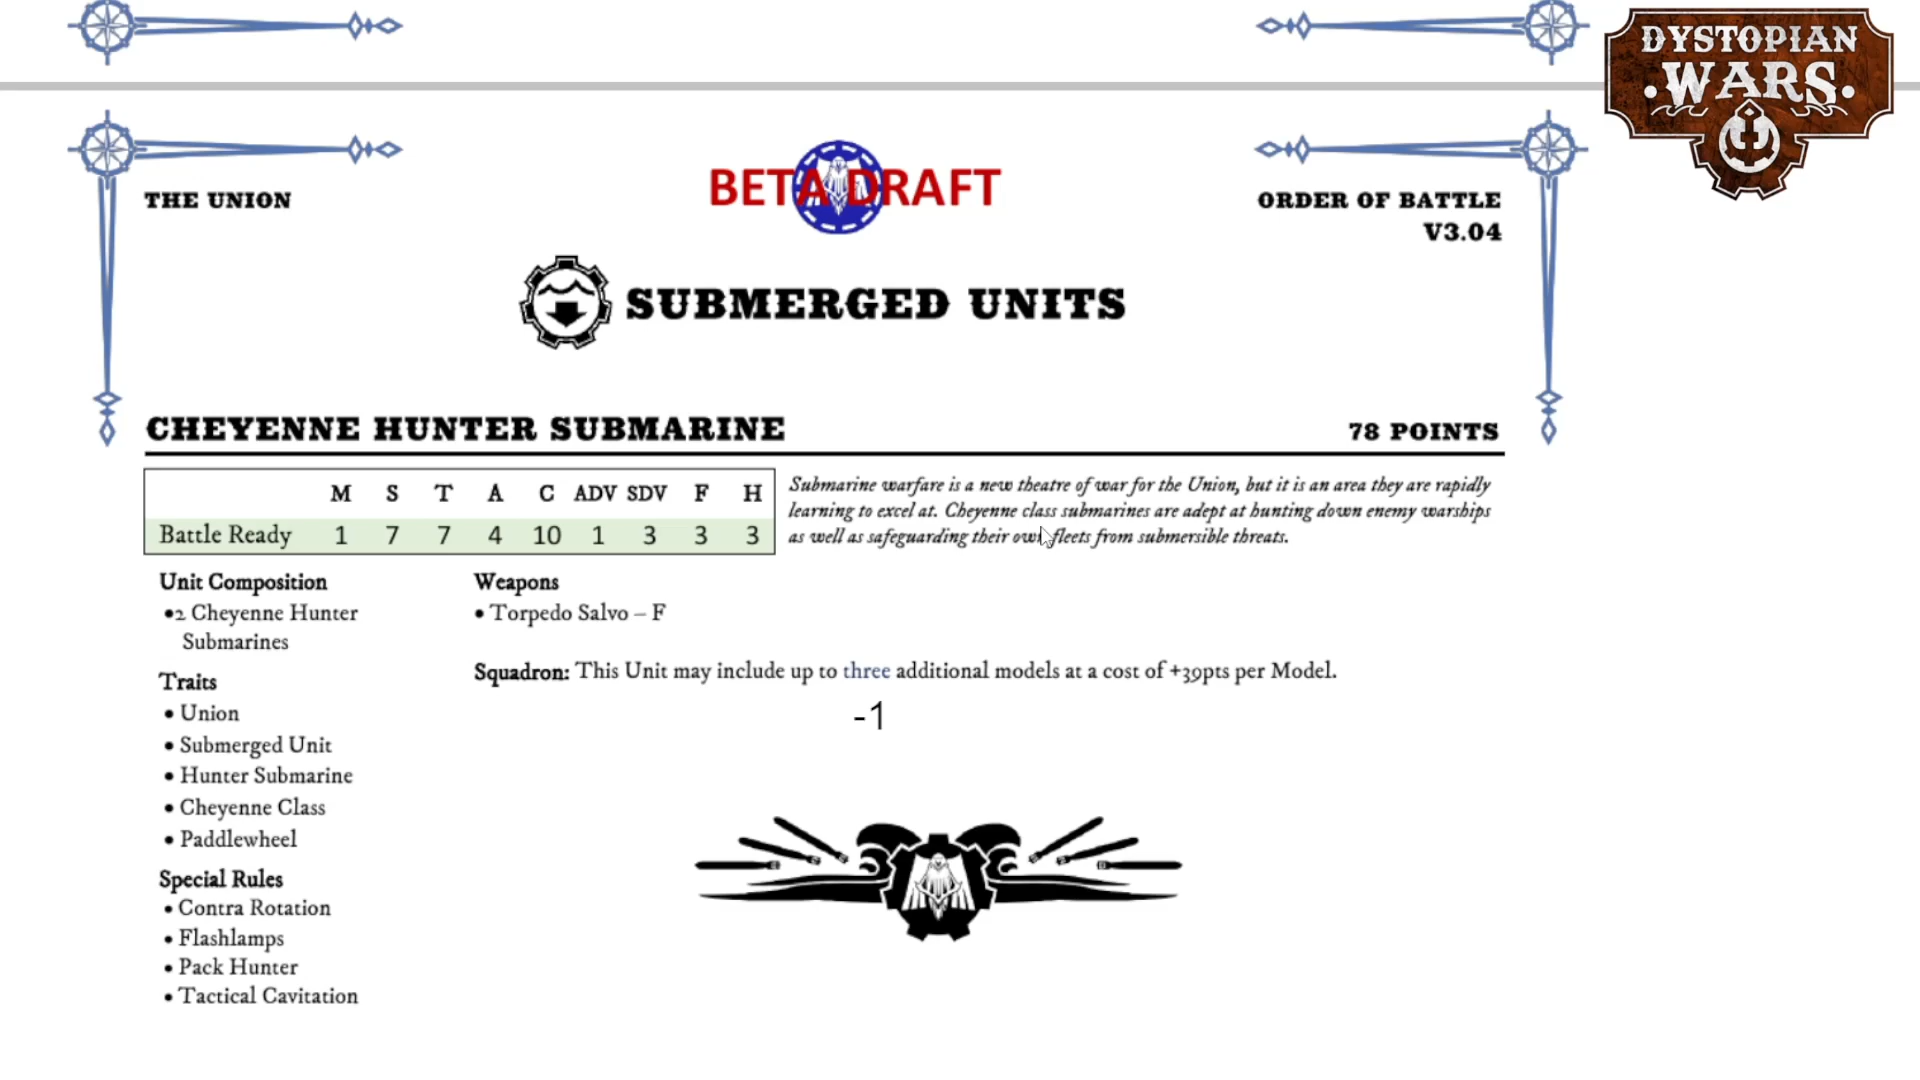 DYSTOPIAN
WARS
THE UNION
BETA DRAFT
ORDER OF BATTLE
V3.04
SUBMERGED UNITS
CHEYENNE HUNTER SUBMARINE
78 POINTS
M S T A C ADV SDV F H
Battle Ready 1 7 7 4 10 1 3 3 3
Submarine warfare is a new theatre of war for the Union, but it is an area they are rapidly
learning to excel at. Cheyenne class submarines are adept at hunting down enemy warships
as well as safeguarding their own fleets from submersible threats.
Unit Composition
•2 Cheyenne Hunter
Submarines
Traits
• Union
• Submerged Unit
• Hunter Submarine
• Cheyenne Class
• Paddlewheel
Special Rules
• Contra Rotation
• Flashlamps
• Pack Hunter
• Tactical Cavitation
Weapons
• Torpedo Salvo – F
Squadron: This Unit may include up to three additional models at a cost of +39pts per Model.
-1